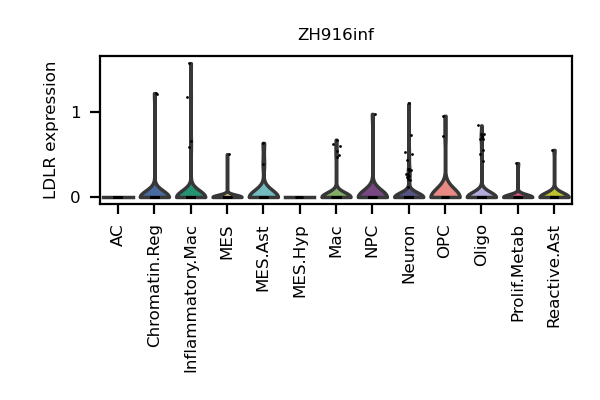 ZH916inf
LDLR expression
1
0
AC
Chromatin.Reg
Inflammatory.Mac
MES
MES.Ast
MES.Hyp
Mac
NPC
Neuron
OPC
Oligo
Prolif.Metab
Reactive.Ast